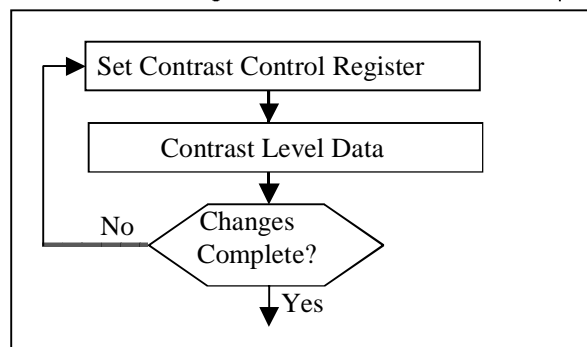 Set Contrast Control Register
Contrast Level Data
No
Changes
Complete?
Yes